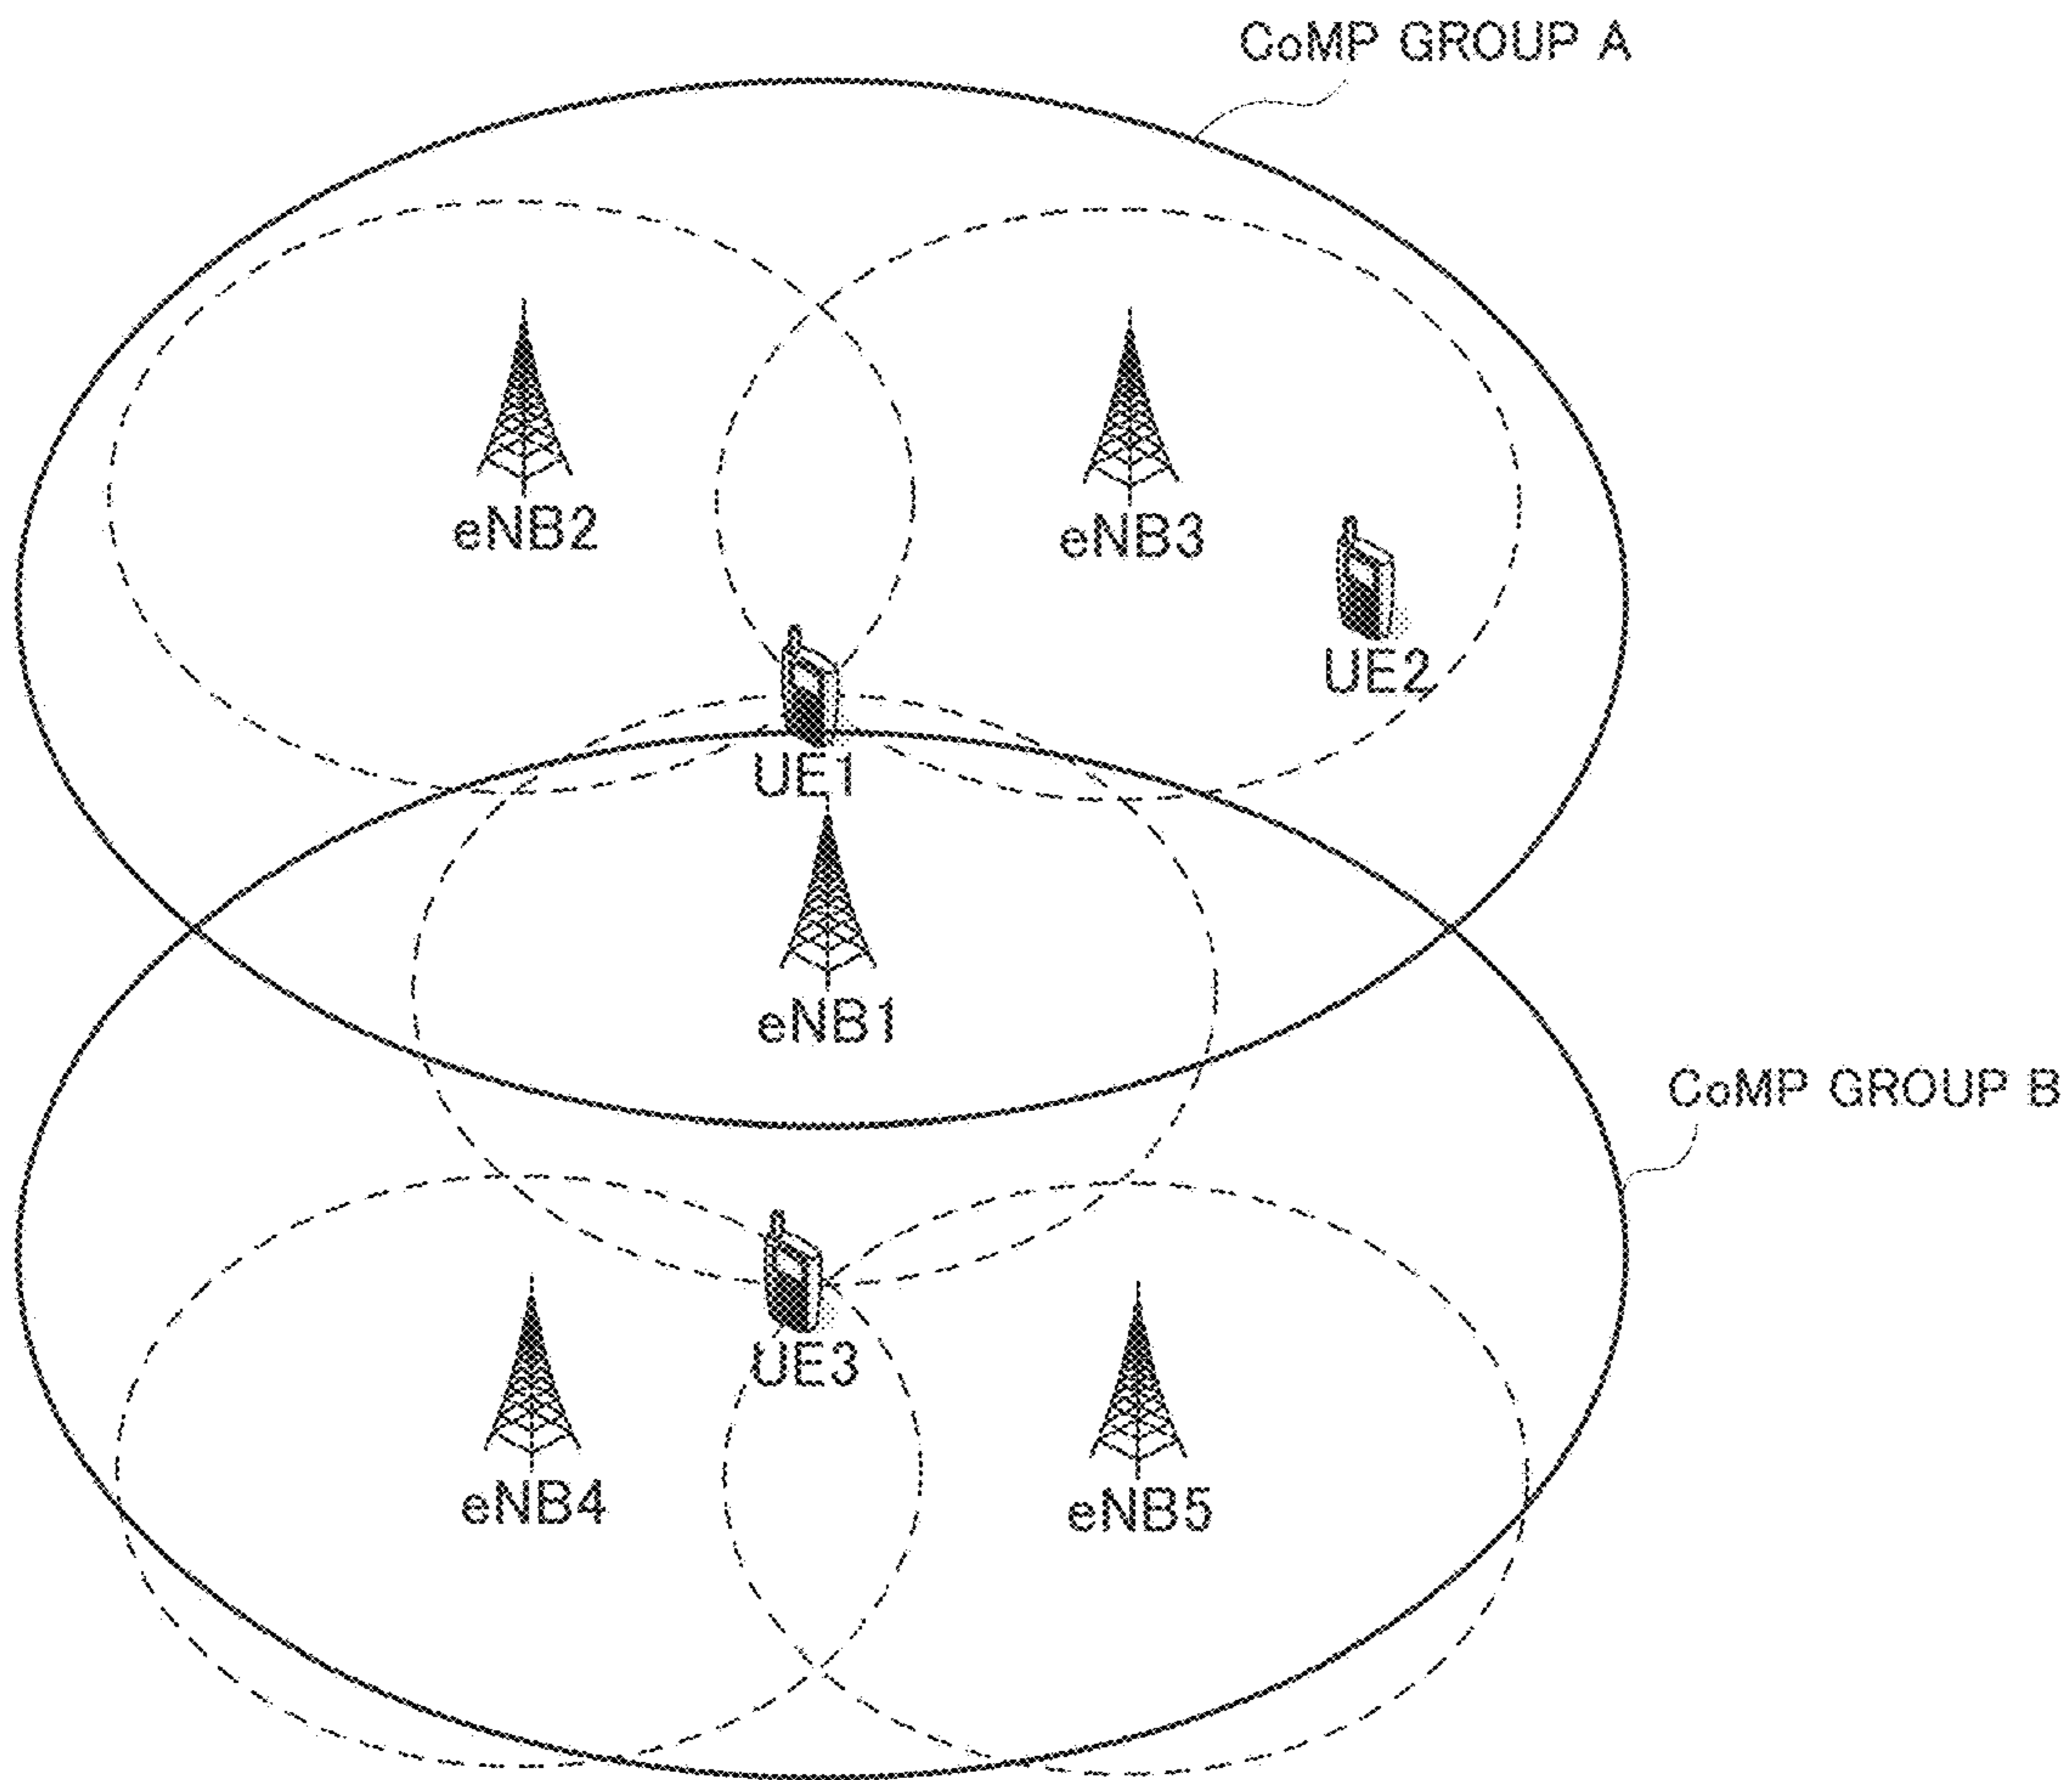 CoMP GROUP A
eNB2
eNB3
UE2
UE1
eNB1
CoMP GROUP B
UE3
eNB4
eNB5